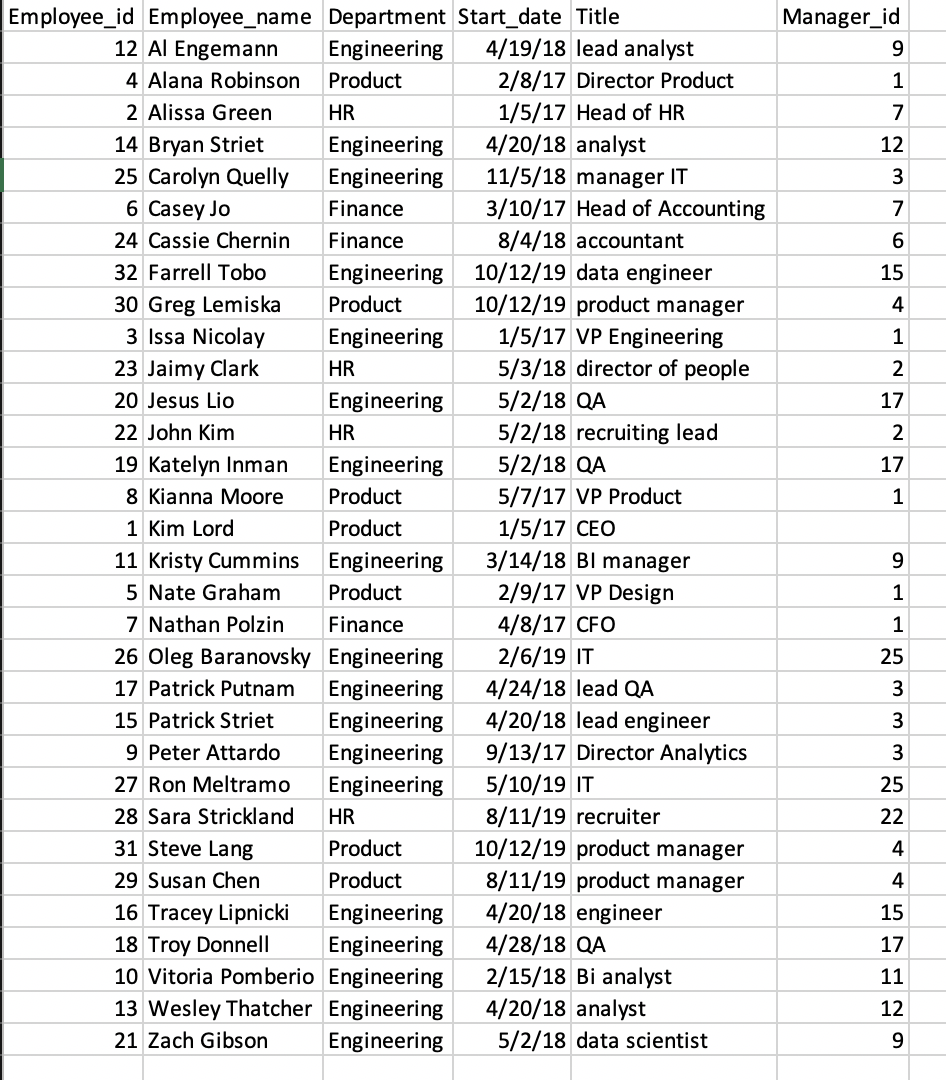 Employee_id Employee_name Department Start_date Title Manager_id
12 Al Engemann Engineering 4/19/18 lead analyst 9
4 Alana Robinson Product 2/8/17 Director Product 1
2 Alissa Green HR 1/5/17 Head of HR 7
14 Bryan Striet Engineering 4/20/18 analyst 12
25 Carolyn Quelly Engineering 11/5/18 manager IT 3
6 Casey Jo Finance 3/10/17 Head of Accounting 7
24 Cassie Chernin Finance 8/4/18 accountant 6
32 Farrell Tobo Engineering 10/12/19 data engineer 15
30 Greg Lemiska Product 10/12/19 product manager 4
3 Issa Nicolay Engineering 1/5/17 VP Engineering 1
23 Jaimy Clark HR 5/3/18 director of people 2
20 Jesus Lio Engineering 5/2/18 QA 17
22 John Kim HR 5/2/18 recruiting lead 2
19 Katelyn Inman Engineering 5/2/18 QA 17
8 Kianna Moore Product 5/7/17 VP Product 1
1 Kim Lord Product 1/5/17 CEO
11 Kristy Cummins Engineering 3/14/18 BI manager 9
5 Nate Graham Product 2/9/17 VP Design 1
7 Nathan Polzin Finance 4/8/17 CFO 1
26 Oleg Baranovsky Engineering 2/6/19 IT 25
17 Patrick Putnam Engineering 4/24/18 lead QA 3
15 Patrick Striet Engineering 4/20/18 lead engineer 3
9 Peter Attardo Engineering 9/13/17 Director Analytics 3
27 Ron Meltramo Engineering 5/10/19 IT 25
28 Sara Strickland HR 8/11/19 recruiter 22
31 Steve Lang Product 10/12/19 product manager 4
29 Susan Chen Product 8/11/19 product manager 4
16 Tracey Lipnicki Engineering 4/20/18 engineer 15
18 Troy Donnell Engineering 4/28/18 QA 17
10 Vitoria Pomberio Engineering 2/15/18 Bi analyst 11
13 Wesley Thatcher Engineering 4/20/18 analyst 12
21 Zach Gibson Engineering 5/2/18 data scientist 9